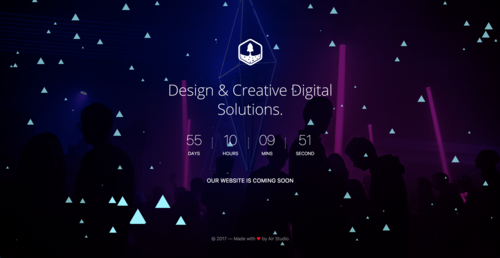 Design & Creative Digital
Solutions.
55 | 10 | 09 | 51
DAYS HOURS MINS SECOND
OUR WEBSITE IS COMING SOON
© 2017 — Made with ❤ by Air Studio